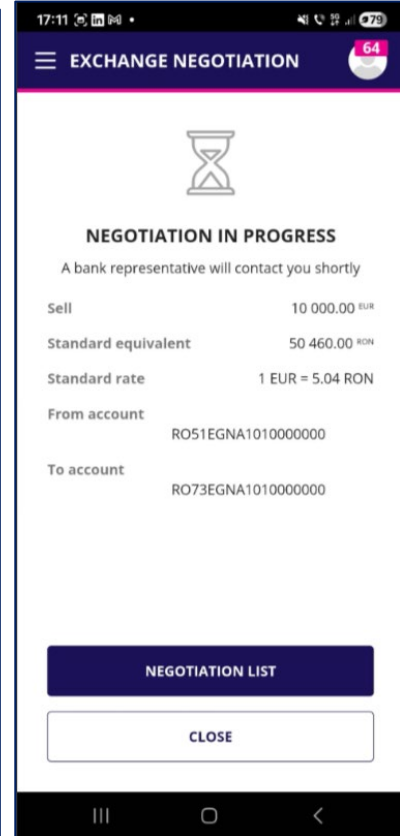 17:11
79
EXCHANGE NEGOTIATION
64
NEGOTIATION IN PROGRESS
A bank representative will contact you shortly
Sell 10 000.00 EUR
Standard equivalent 50 460.00 RON
Standard rate 1 EUR = 5.04 RON
From account
RO51EGNA1010000000
To account
RO73EGNA1010000000
NEGOTIATION LIST
CLOSE